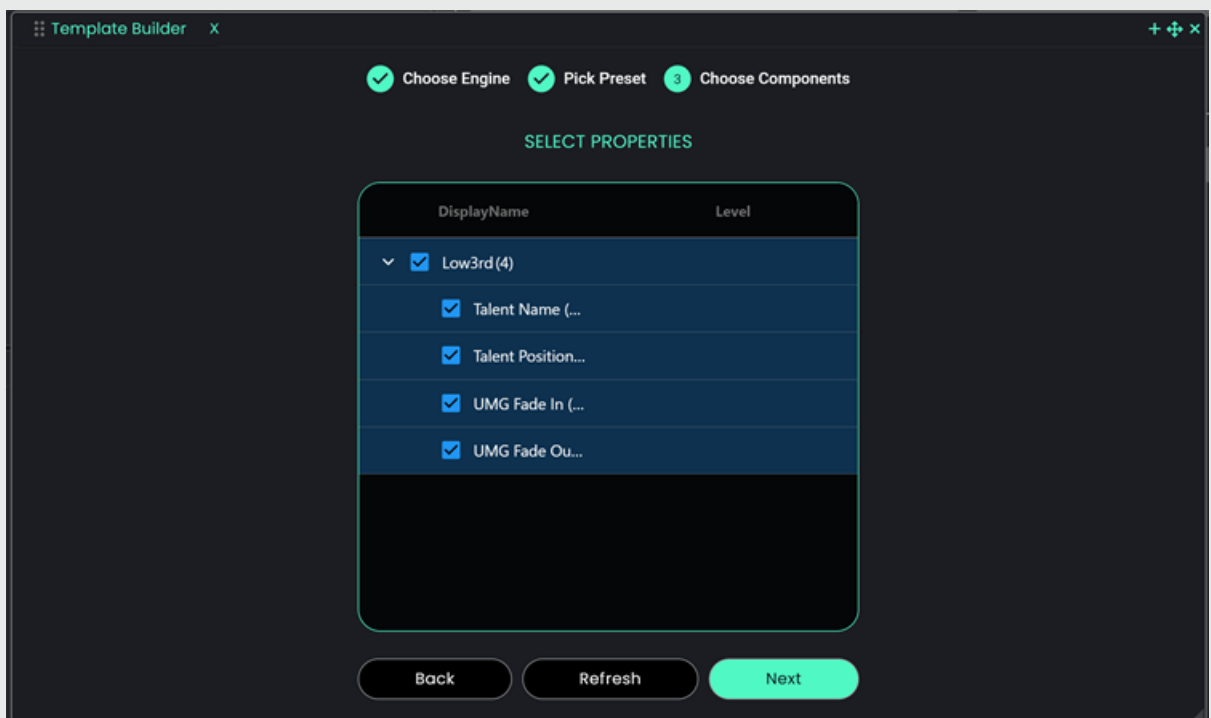 Template Builder X
Choose Engine Pick Preset 3 Choose Components
SELECT PROPERTIES
DisplayName Level
Low3rd (4)
Talent Name (...
Talent Position...
UMG Fade In (...
UMG Fade Ou...
Back Refresh Next